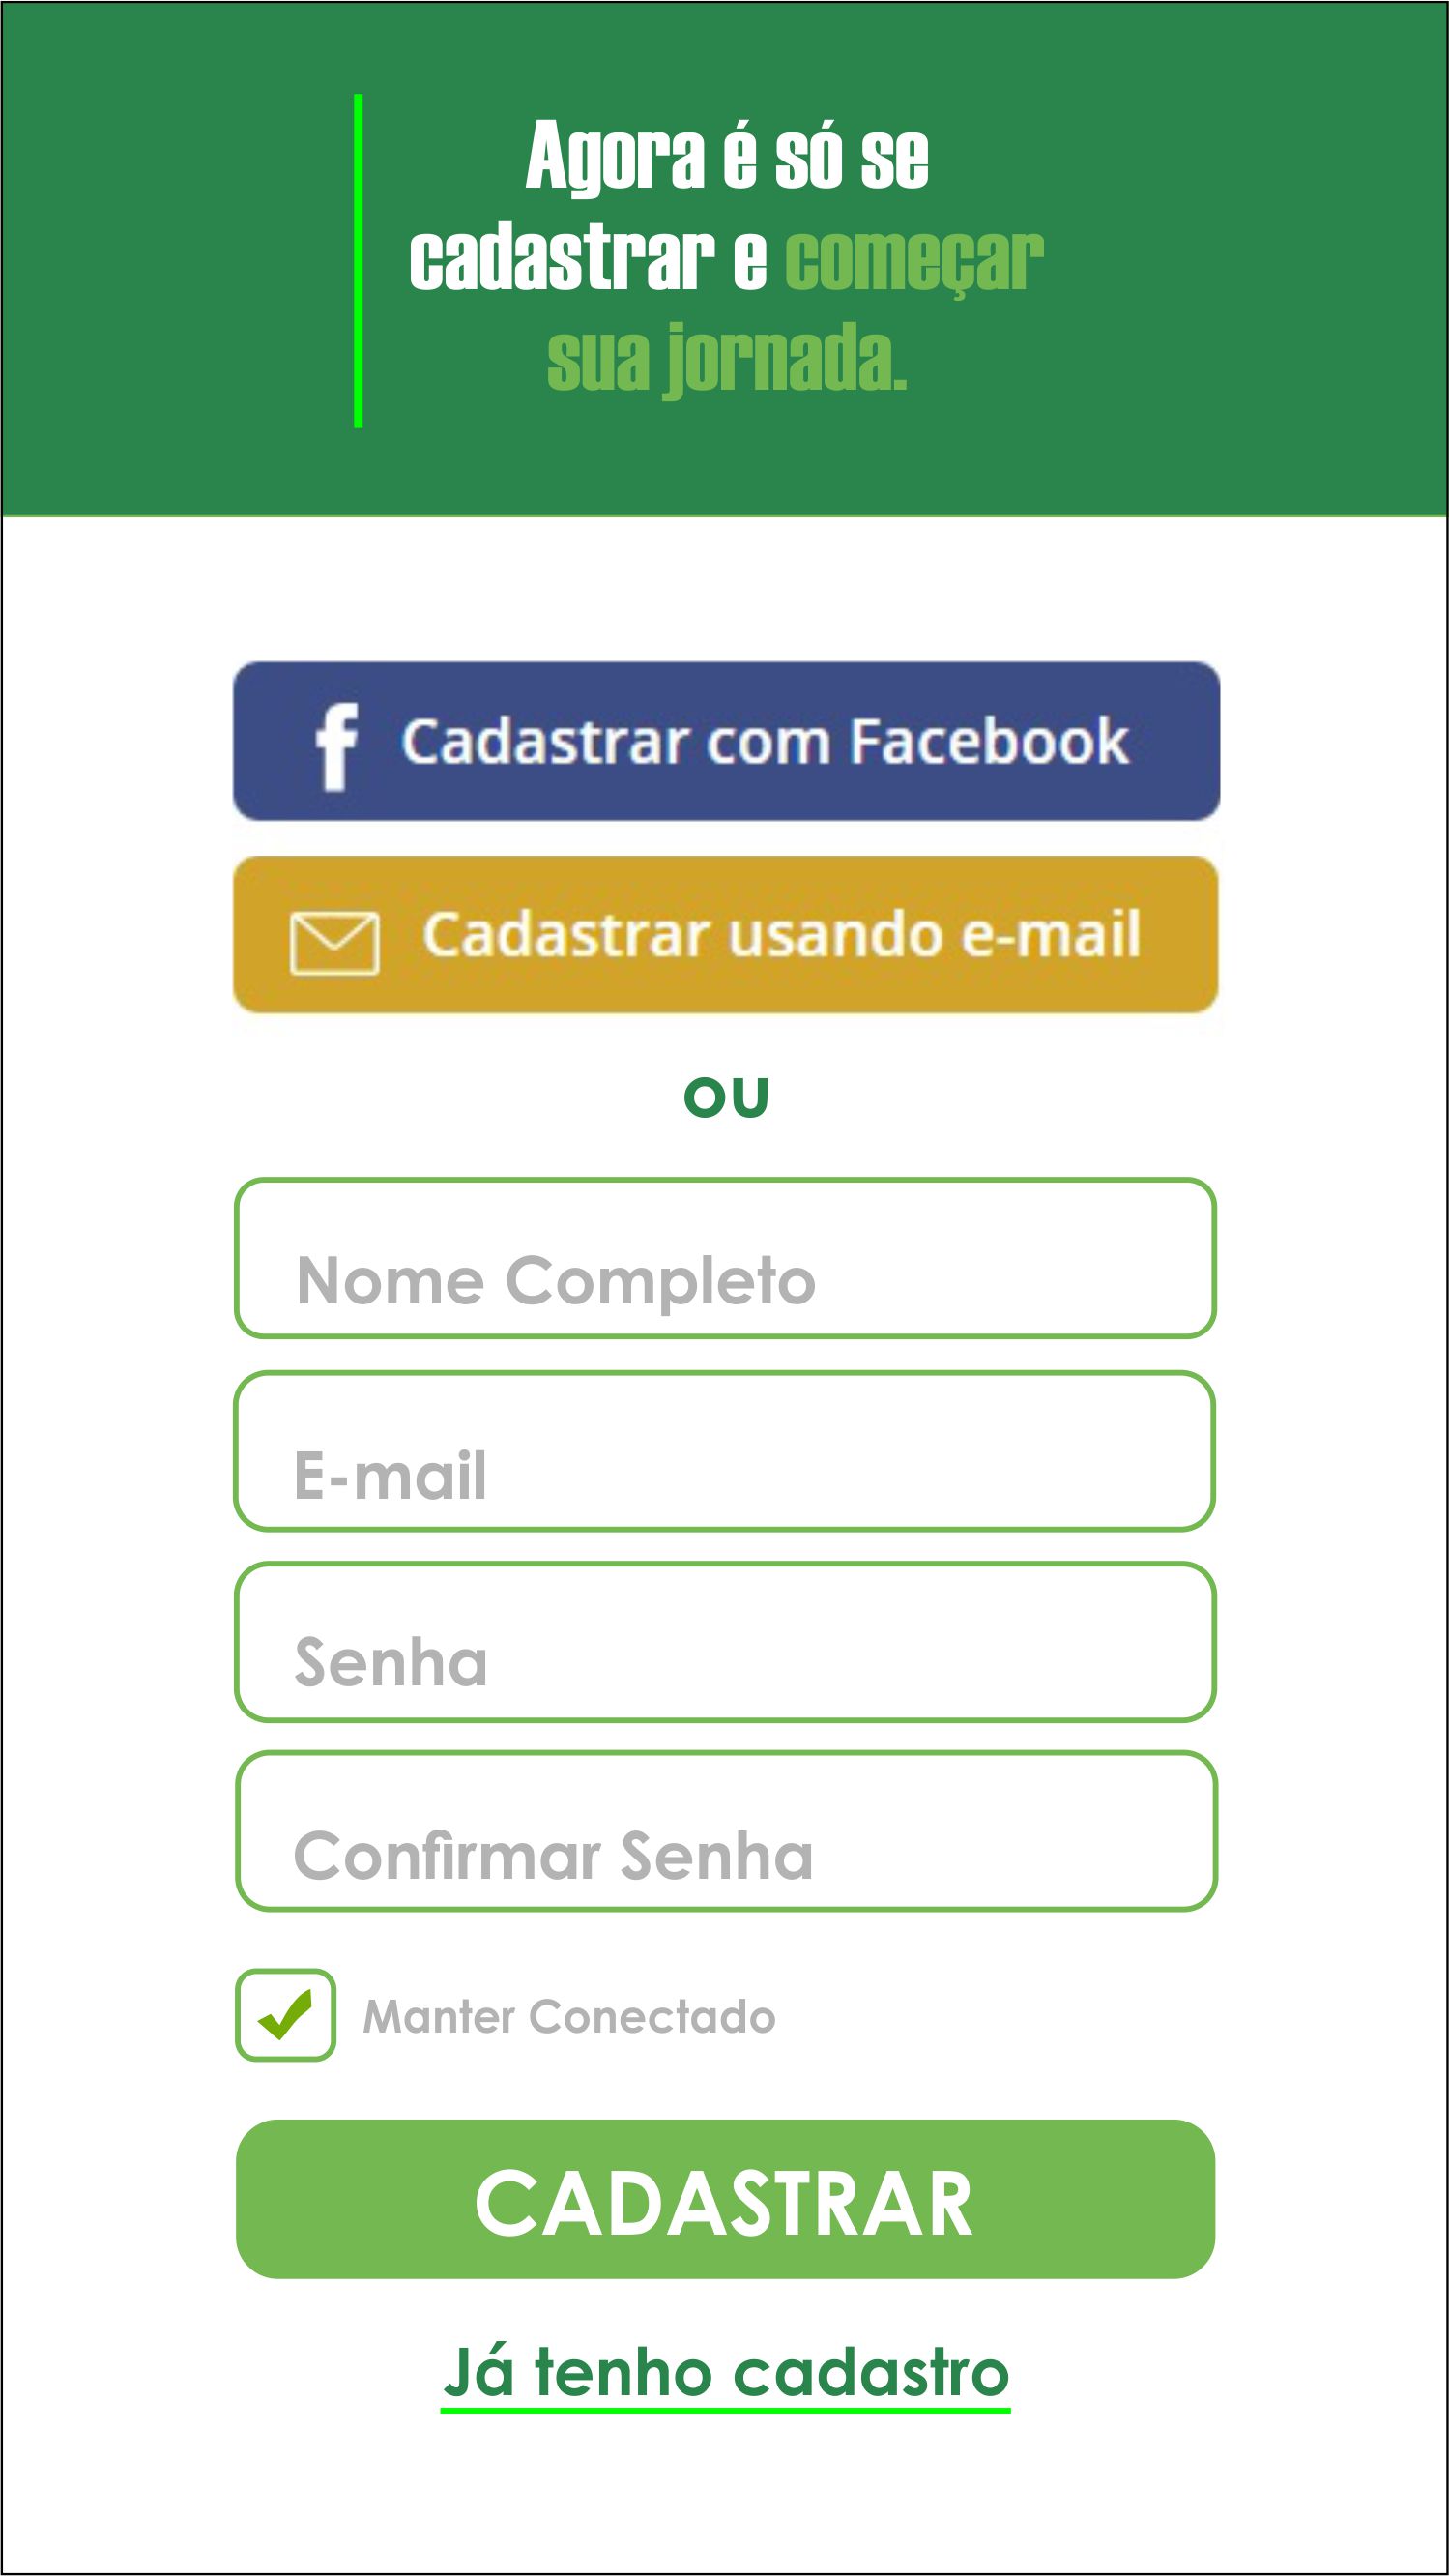 Agora é só se
cadastrar e começar
sua jornada.
f Cadastrar com Facebook
Cadastrar usando e-mail
ou
Nome Completo
E-mail
Senha
Confirmar Senha
Manter Conectado
CADASTRAR
Já tenho cadastro